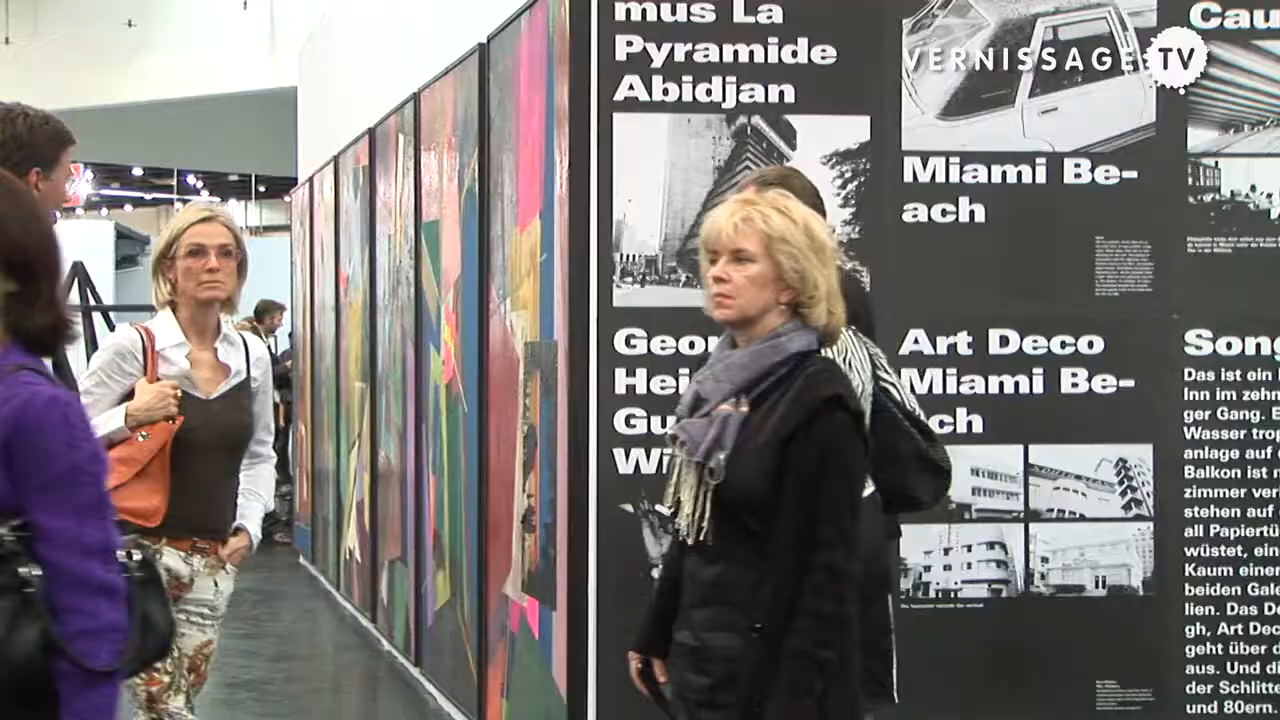 mus La
Pyramide
Abidjan
VERNISSAGE TV
Miami Be-
ach
Cau
Geor
Hei
Gu
Wi
Art Deco
Miami Be-
ach
Song
Das ist ein
Inn im zehn
ger Gang.
Wasser trop
anlage auf
Balkon ist
zimmer ver
stehen auf
all Papiertü
wüstet, ein
Kaum einer
beiden Gale
lien. Das De
gh, Art Dec
geht über d
aus. Und di
der Schlitte
und 80ern.